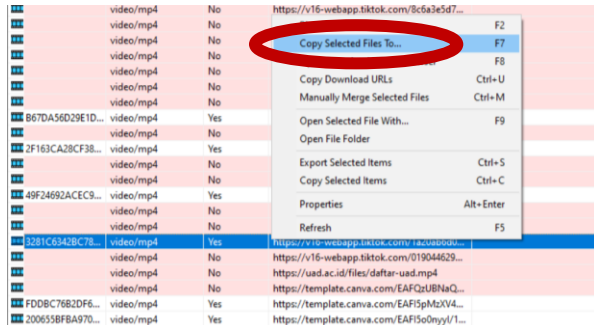 video/mp4 No https://v16-webapp.tiktok.com/8c6a3e5d7...
video/mp4 No F2
video/mp4 No Copy Selected Files To... F7
video/mp4 No F8
video/mp4 No Copy Download URLs Ctrl+U
video/mp4 No Manually Merge Selected Files Ctrl+M
B67DA56D29E1D... video/mp4 Yes Open Selected File With... F9
video/mp4 No Open File Folder
2F163CA28CF38... video/mp4 Yes
video/mp4 No Export Selected Items Ctrl+S
video/mp4 No Copy Selected Items Ctrl+C
49F24692ACEC9... video/mp4 Yes
video/mp4 No Properties Alt+Enter
video/mp4 No Refresh F5
3281C6342BC78... video/mp4 Yes https://v16-webapp.tiktok.com/1a20ab6d0...
video/mp4 No https://v16-webapp.tiktok.com/019044629...
video/mp4 No https://uad.ac.id/files/daftar-uad.mp4
video/mp4 No https://template.canva.com/EAFQzUBNaQ...
FDDBC76B2DF6... video/mp4 Yes https://template.canva.com/EAFI5pMzXV4...
200655BFBA970... video/mp4 Yes https://template.canva.com/EAFI5o0nyyI/1...